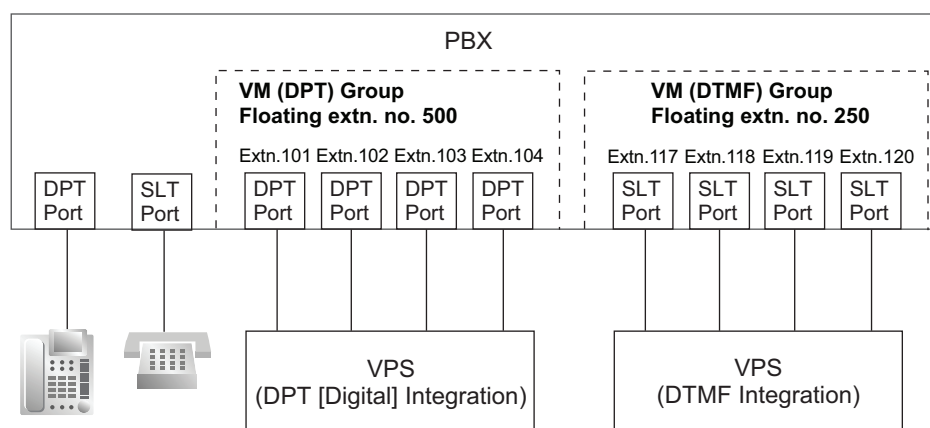 PBX
VM (DPT) Group
Floating extn. no. 500
VM (DTMF) Group
Floating extn. no. 250
Extn.101 Extn.102 Extn.103 Extn.104
Extn.117 Extn.118 Extn.119 Extn.120
DPT
Port
SLT
Port
DPT
Port
DPT
Port
DPT
Port
DPT
Port
SLT
Port
SLT
Port
SLT
Port
SLT
Port
VPS
(DPT [Digital] Integration)
VPS
(DTMF Integration)